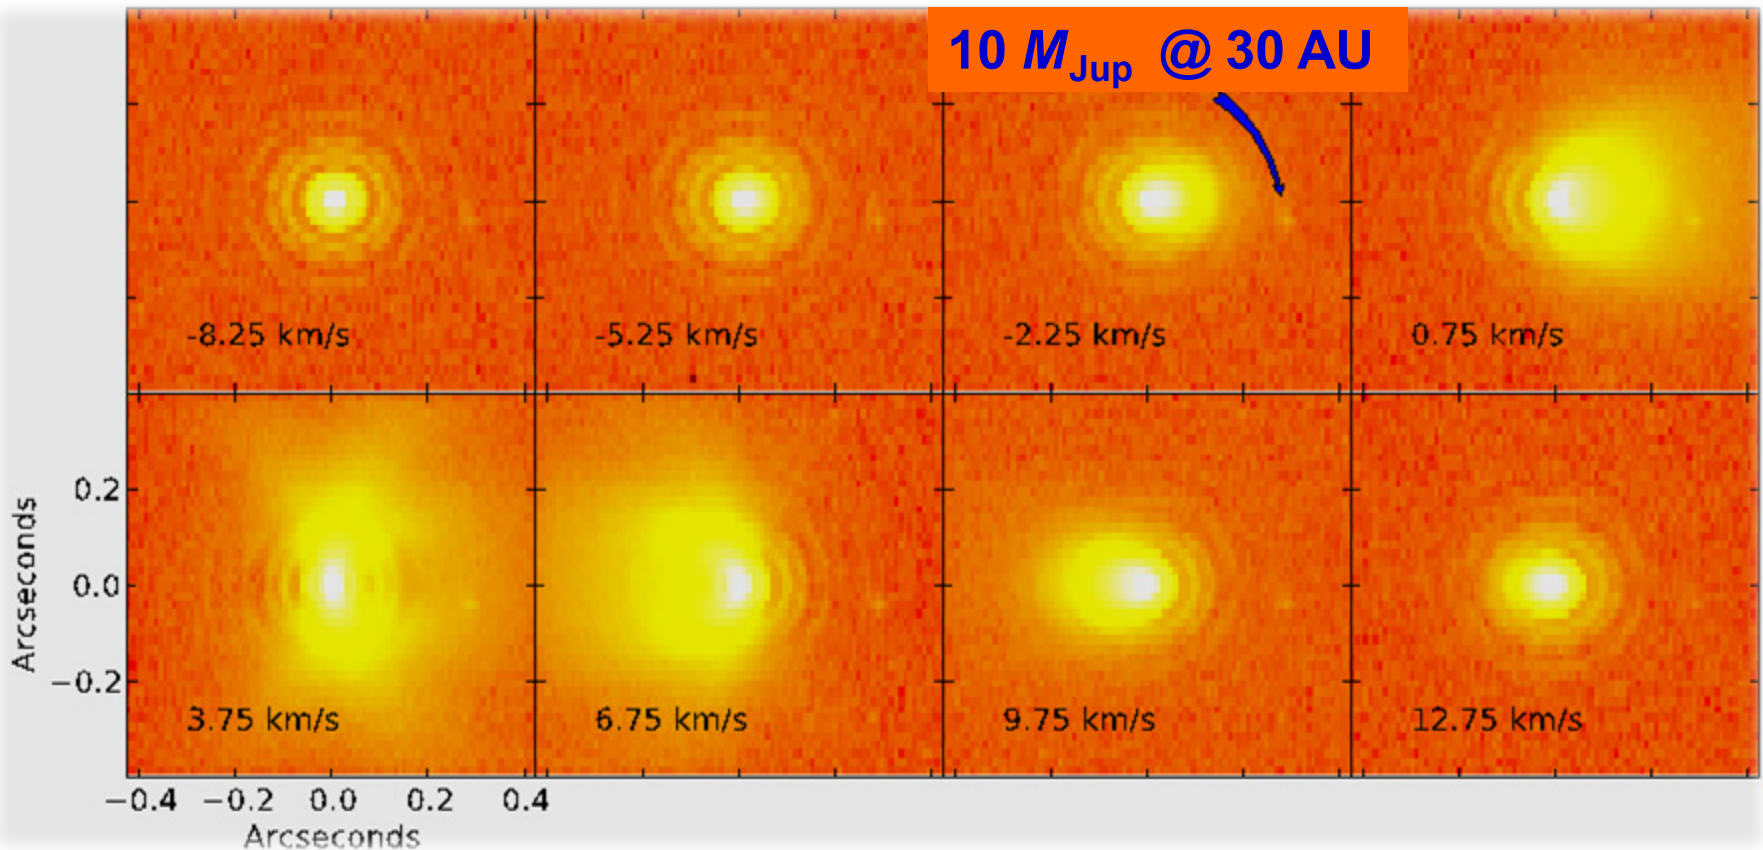 10 M_Jup @ 30 AU
-8.25 km/s
-5.25 km/s
-2.25 km/s
0.75 km/s
3.75 km/s
6.75 km/s
9.75 km/s
12.75 km/s
Arcseconds
0.2
0.0
−0.2
−0.4 −0.2 0.0 0.2 0.4
Arcseconds